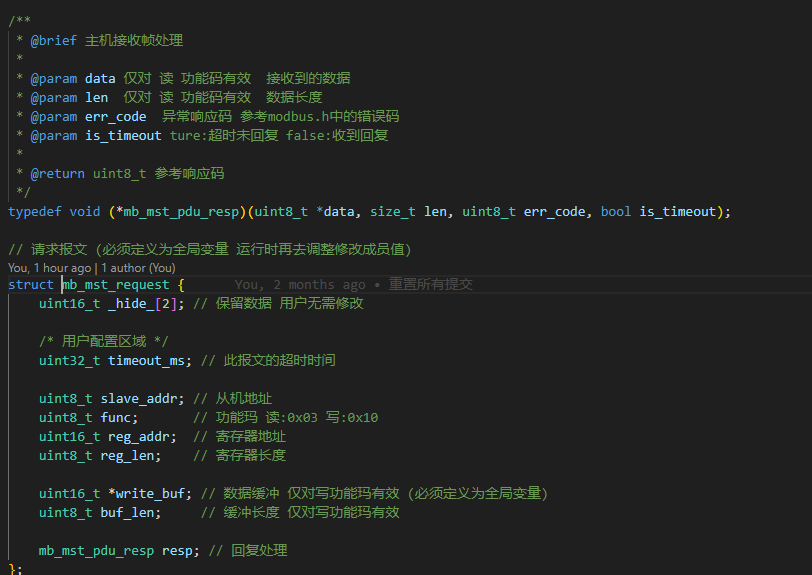 /**
 * @brief 主机接收帧处理
 *
 * @param data 仅对 读 功能码有效  接收到的数据
 * @param len  仅对 读 功能码有效  数据长度
 * @param err_code  异常响应码 参考modbus.h中的错误码
 * @param is_timeout ture:超时未回复 false:收到回复
 *
 * @return uint8_t 参考响应码
 */
typedef void (*mb_mst_pdu_resp)(uint8_t *data, size_t len, uint8_t err_code, bool is_timeout);
// 请求报文 (必须定义为全局变量 运行时再去调整修改成员值)
You, 1 hour ago | 1 author (You)
struct mb_mst_request {    You, 2 months ago • 重置所有提交
    uint16_t _hide_[2]; // 保留数据 用户无需修改
    /* 用户配置区域 */
    uint32_t timeout_ms; // 此报文的超时时间
    uint8_t slave_addr; // 从机地址
    uint8_t func;       // 功能玛 读:0x03 写:0x10
    uint16_t reg_addr;  // 寄存器地址
    uint8_t reg_len;    // 寄存器长度
    uint16_t *write_buf; // 数据缓冲 仅对写功能玛有效 (必须定义为全局变量)
    uint8_t buf_len;     // 缓冲长度 仅对写功能玛有效
    mb_mst_pdu_resp resp; // 回复处理
};